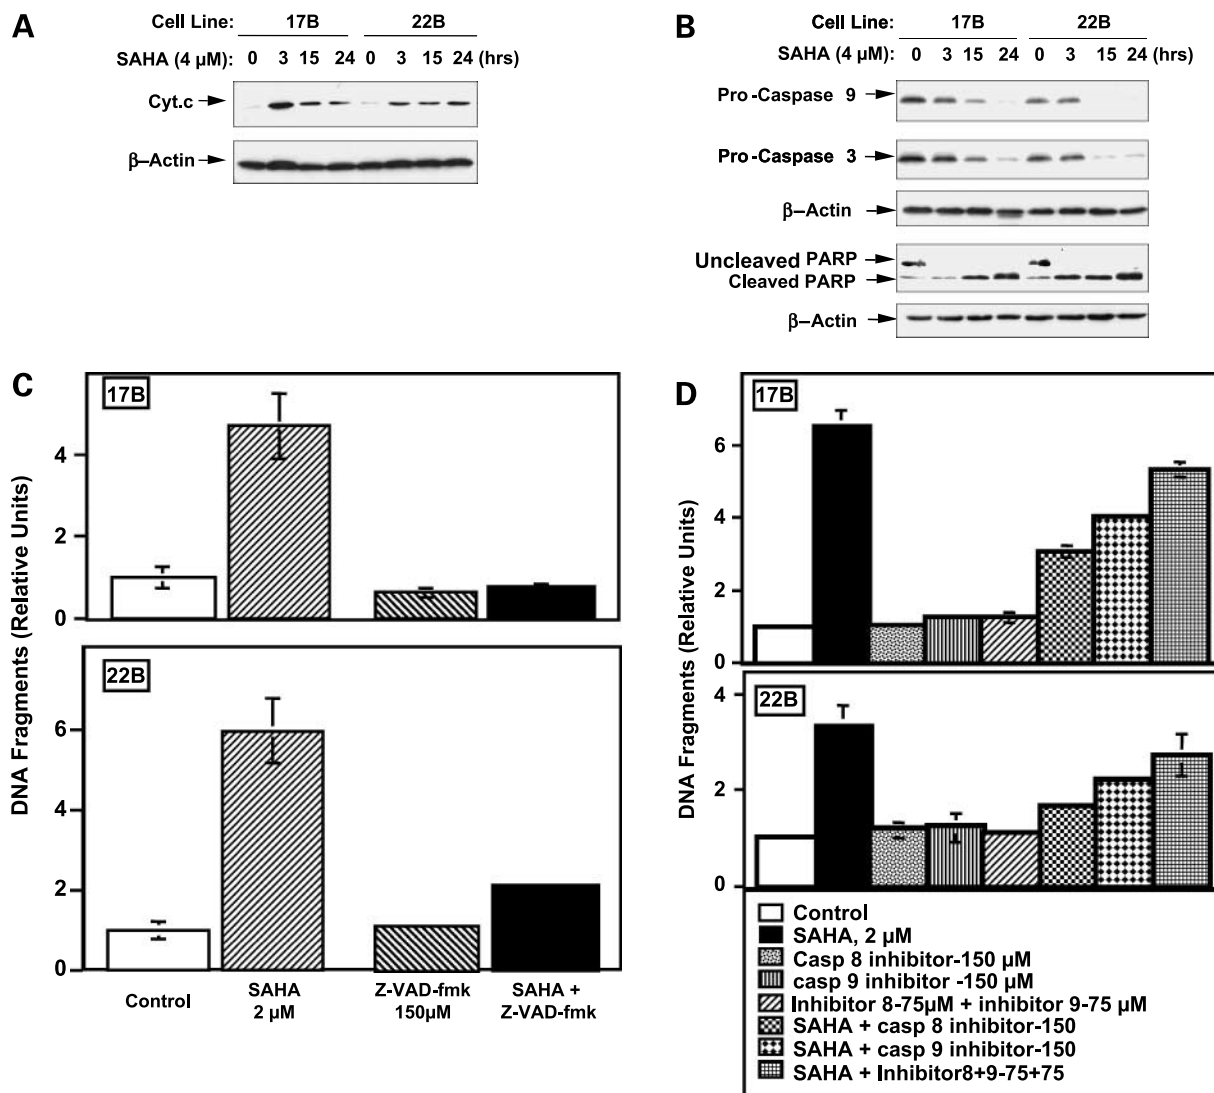 A
Cell Line: 17B 22B
SAHA (4 µM): 0 3 15 24 0 3 15 24 (hrs)
Cyt.c
β–Actin
B
Cell Line: 17B 22B
SAHA (4 µM): 0 3 15 24 0 3 15 24 (hrs)
Pro-Caspase 9
Pro-Caspase 3
β–Actin
Uncleaved PARP
Cleaved PARP
β–Actin
C
DNA Fragments (Relative Units)
17B
4
2
0
22B
6
4
2
0
Control
SAHA
2 µM
Z-VAD-fmk
150µM
SAHA +
Z-VAD-fmk
D
DNA Fragments (Relative Units)
17B
6
4
2
0
22B
4
2
0
Control
SAHA, 2 µM
Casp 8 inhibitor-150 µM
casp 9 inhibitor -150 µM
Inhibitor 8-75µM + inhibitor 9-75 µM
SAHA + casp 8 inhibitor-150
SAHA + casp 9 inhibitor-150
SAHA + Inhibitor8+9-75+75